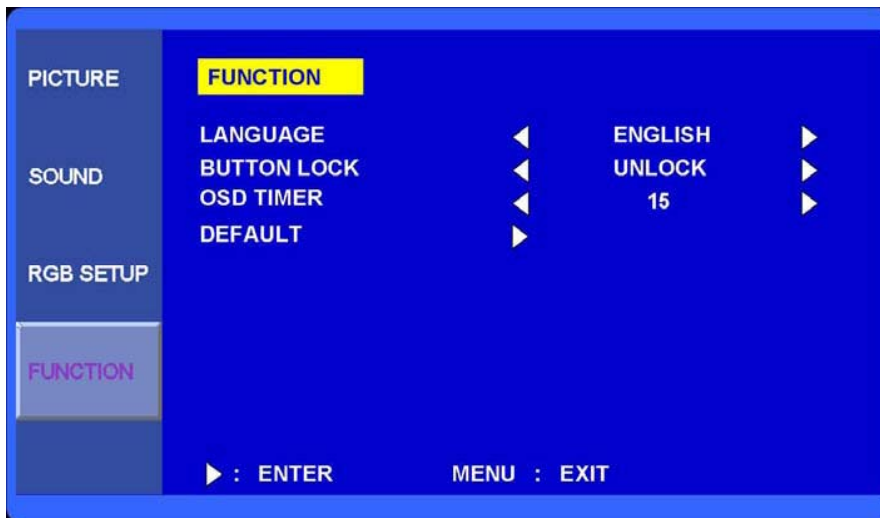 PICTURE
SOUND
RGB SETUP
FUNCTION
FUNCTION
LANGUAGE ENGLISH
BUTTON LOCK UNLOCK
OSD TIMER 15
DEFAULT
: ENTER MENU : EXIT